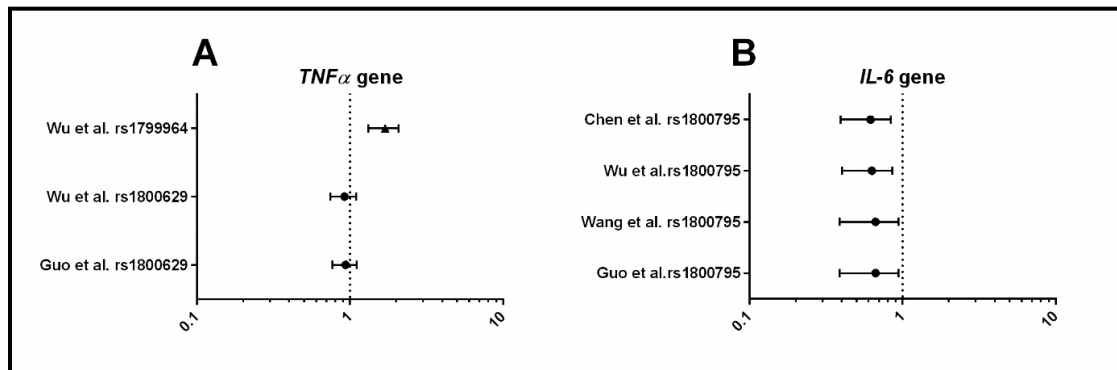 A
TNFα gene
Wu et al. rs1799964
Wu et al. rs1800629
Guo et al. rs1800629
0.1
1
10
B
IL-6 gene
Chen et al. rs1800795
Wu et al.rs1800795
Wang et al. rs1800795
Guo et al.rs1800795
0.1
1
10